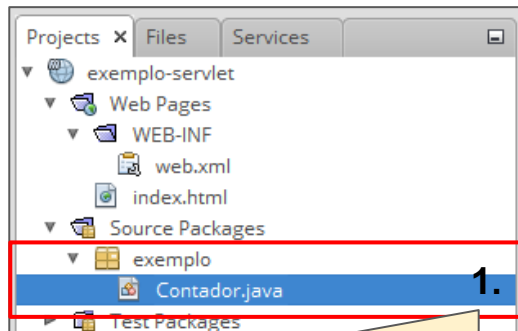 Projects × Files Services
exemplo-servlet
Web Pages
WEB-INF
web.xml
index.html
Source Packages
exemplo
Contador.java
1.
Test Packages